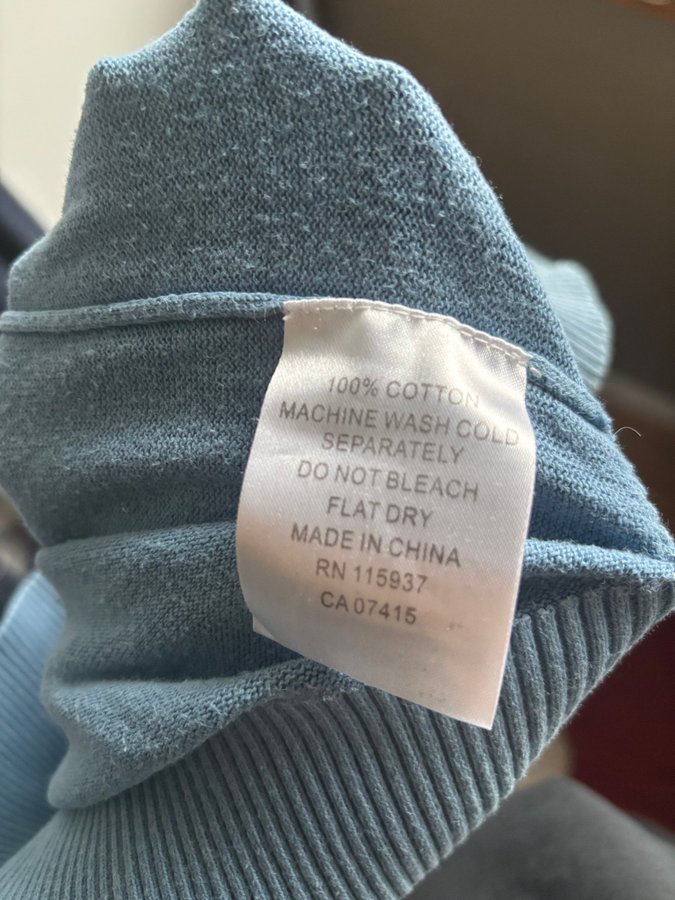 100% COTTON
MACHINE WASH COLD
SEPARATELY
DO NOT BLEACH
FLAT DRY
MADE IN CHINA
RN 115937
CA 07415